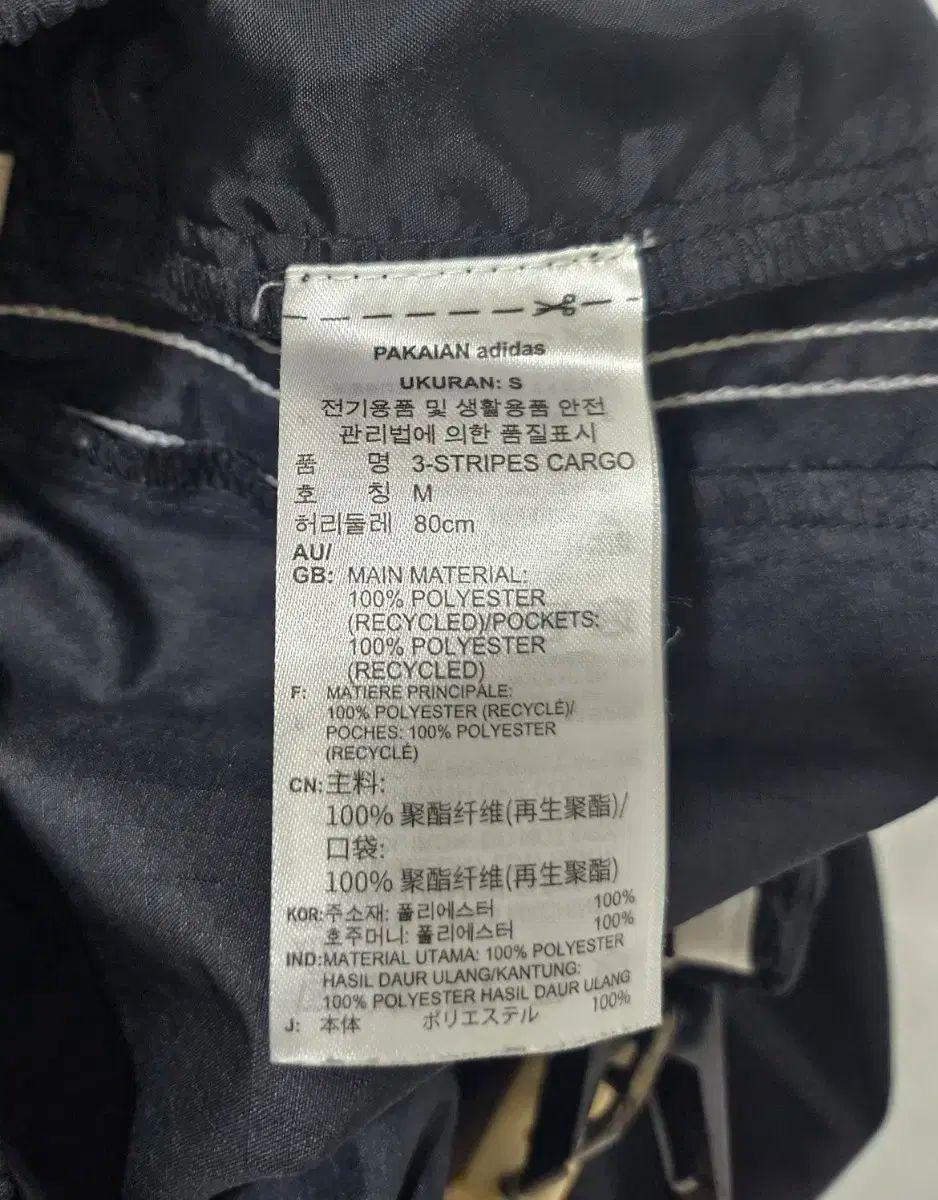 PAKAIAN adidas
UKURAN: S
전기용품 및 생활용품 안전
관리법에 의한 품질표시
품 명 3-STRIPES CARGO
호 칭 M
허리둘레 80cm
AU/
GB: MAIN MATERIAL:
100% POLYESTER
(RECYCLED)/POCKETS:
100% POLYESTER
(RECYCLED)
F: MATIERE PRINCIPALE:
100% POLYESTER (RECYCLÉ)/
POCHES: 100% POLYESTER
(RECYCLÉ)
CN: 主料:
100% 聚酯纤维(再生聚酯)/
口袋:
100% 聚酯纤维(再生聚酯)
KOR: 주소재: 폴리에스터 100%
호주머니: 폴리에스터 100%
IND: MATERIAL UTAMA: 100% POLYESTER
HASIL DAUR ULANG/KANTUNG:
100% POLYESTER HASIL DAUR ULANG
J: 本体 ポリエステル 100%